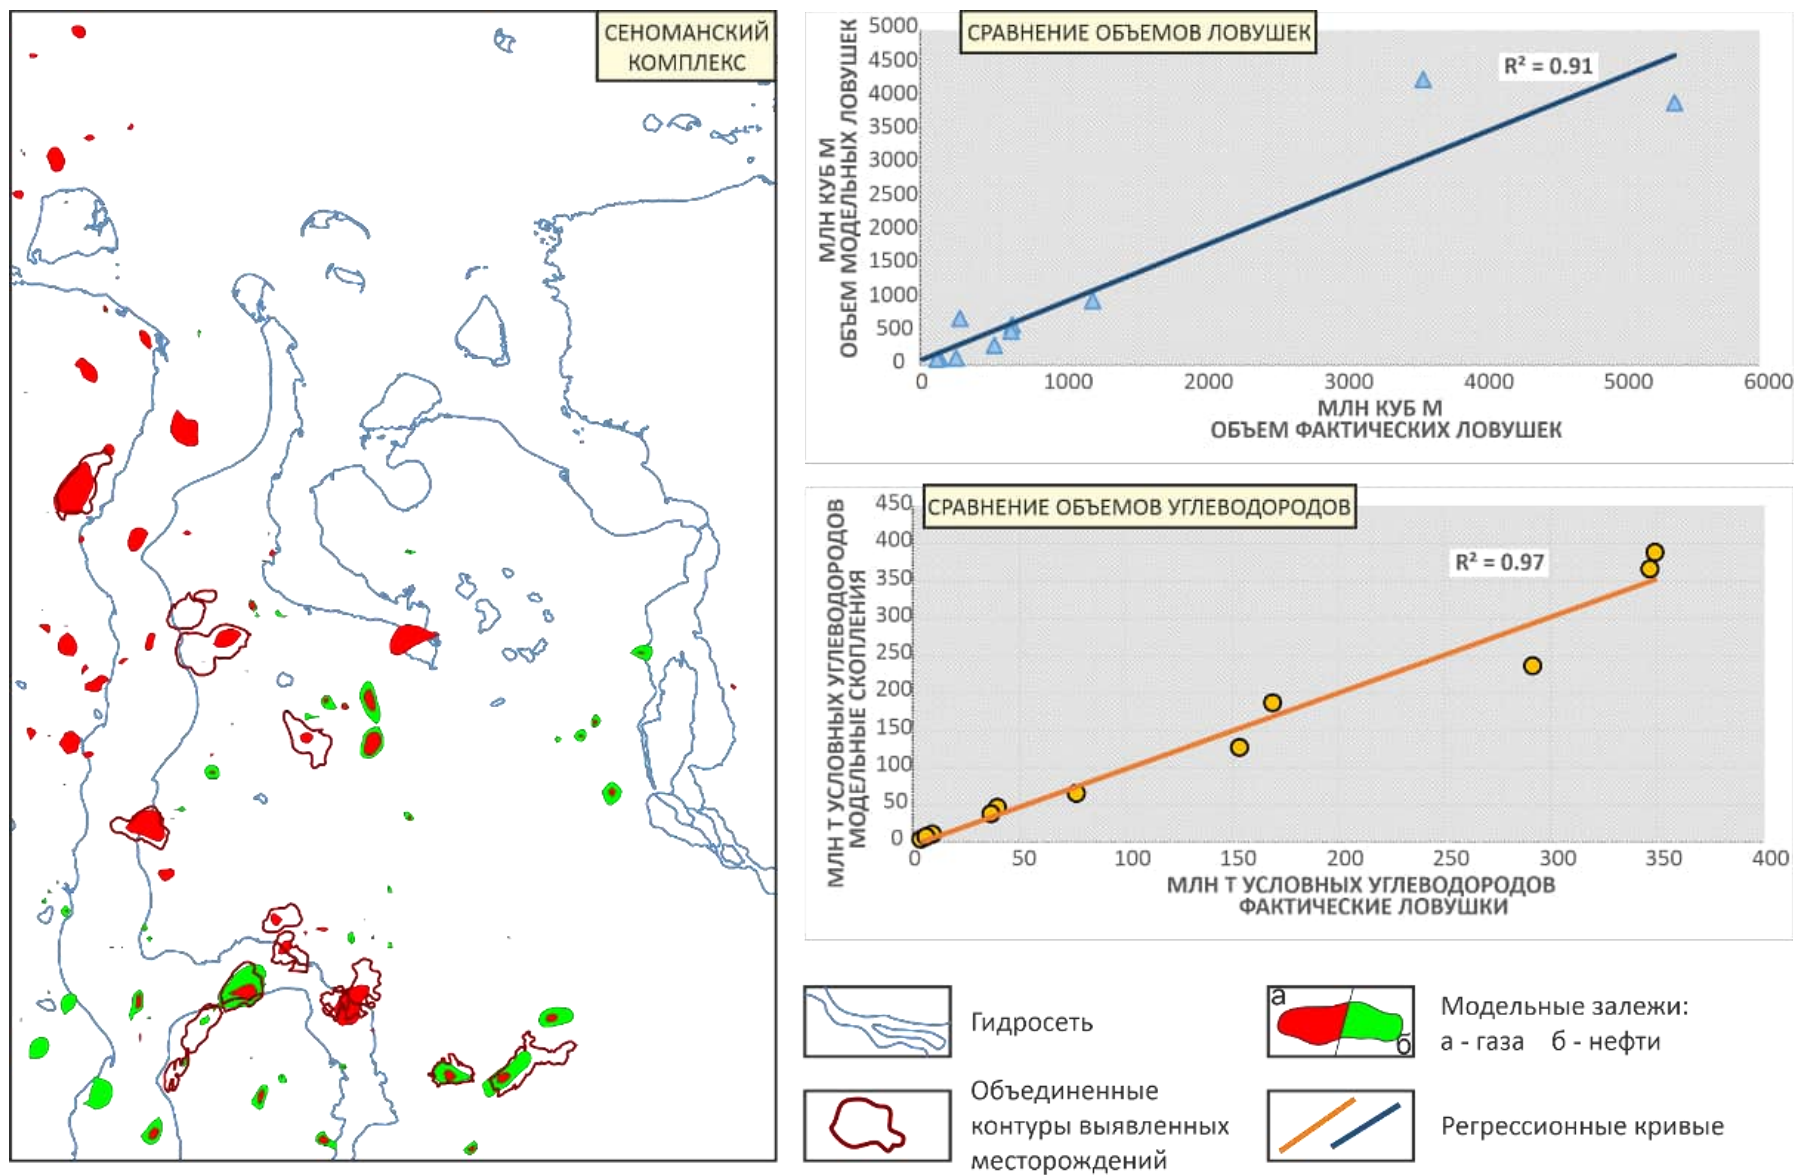 СЕНОМАНСКИЙ
КОМПЛЕКС
СРАВНЕНИЕ ОБЪЕМОВ ЛОВУШЕК
МЛН КУБ М
ОБЪЕМ МОДЕЛЬНЫХ ЛОВУШЕК
5000
4500
4000
3500
3000
2500
2000
1500
1000
500
0
R² = 0.91
0 1000 2000 3000 4000 5000 6000
МЛН КУБ М
ОБЪЕМ ФАКТИЧЕСКИХ ЛОВУШЕК
СРАВНЕНИЕ ОБЪЕМОВ УГЛЕВОДОРОДОВ
МЛН Т УСЛОВНЫХ УГЛЕВОДОРОДОВ
МОДЕЛЬНЫЕ СКОПЛЕНИЯ
450
400
350
300
250
200
150
100
50
0
R² = 0.97
0 50 100 150 200 250 300 350 400
МЛН Т УСЛОВНЫХ УГЛЕВОДОРОДОВ
ФАКТИЧЕСКИЕ ЛОВУШКИ
Гидросеть
Объединенные
контуры выявленных
месторождений
а
б
Модельные залежи:
а - газа б - нефти
Регрессионные кривые